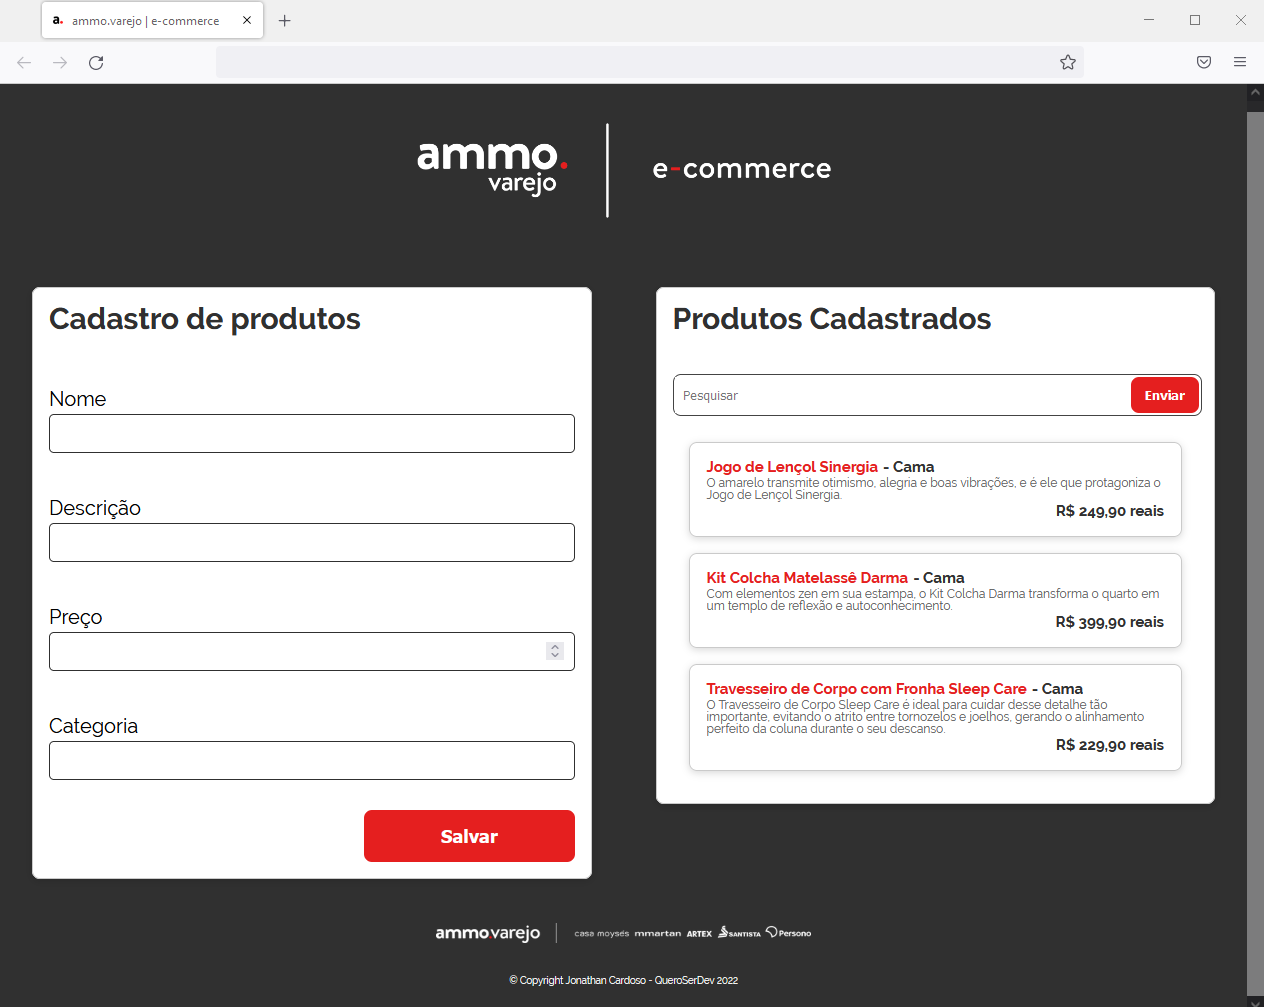 a. ammo.varejo | e-commerce
ammo.
varejo
e-commerce
Cadastro de produtos
Nome
Descrição
Preço
Categoria
Salvar
Produtos Cadastrados
Pesquisar
Enviar
Jogo de Lençol Sinergia - Cama
O amarelo transmite otimismo, alegria e boas vibrações, e é ele que protagoniza o
Jogo de Lençol Sinergia.
R$ 249,90 reais
Kit Colcha Matelassê Darma - Cama
Com elementos zen em sua estampa, o Kit Colcha Darma transforma o quarto em
um templo de reflexão e autoconhecimento.
R$ 399,90 reais
Travesseiro de Corpo com Fronha Sleep Care - Cama
O Travesseiro de Corpo Sleep Care é ideal para cuidar desse detalhe tão
importante, evitando o atrito entre tornozelos e joelhos, gerando o alinhamento
perfeito da coluna durante o seu descanso.
R$ 229,90 reais
ammo.varejo casa moysés mmartan ARTEX SANTISTA Persono
© Copyright Jonathan Cardoso - QueroSerDev 2022